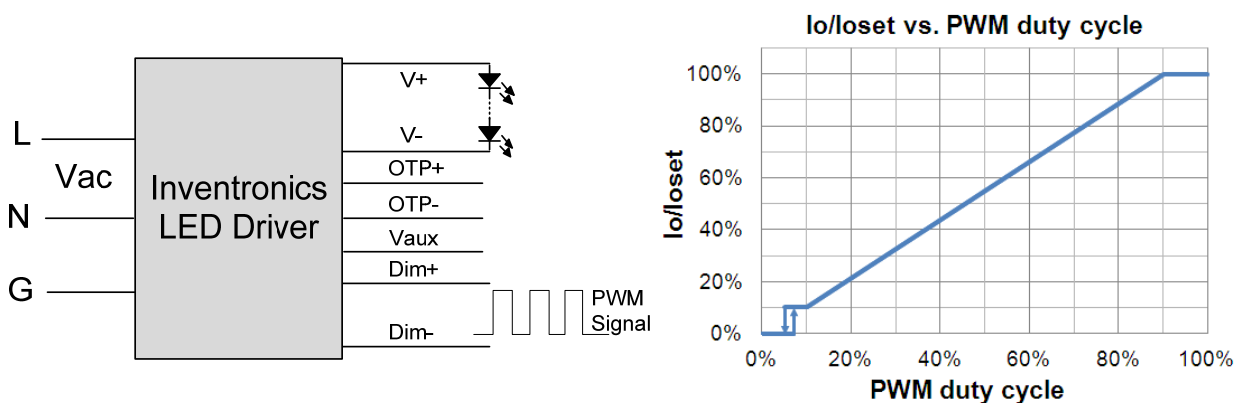 L
Vac
N
G
Inventronics
LED Driver
V+
V-
OTP+
OTP-
Vaux
Dim+
Dim-
PWM
Signal
Io/Ioset vs. PWM duty cycle
Io/Ioset
100%
80%
60%
40%
20%
0%
0% 20% 40% 60% 80% 100%
PWM duty cycle